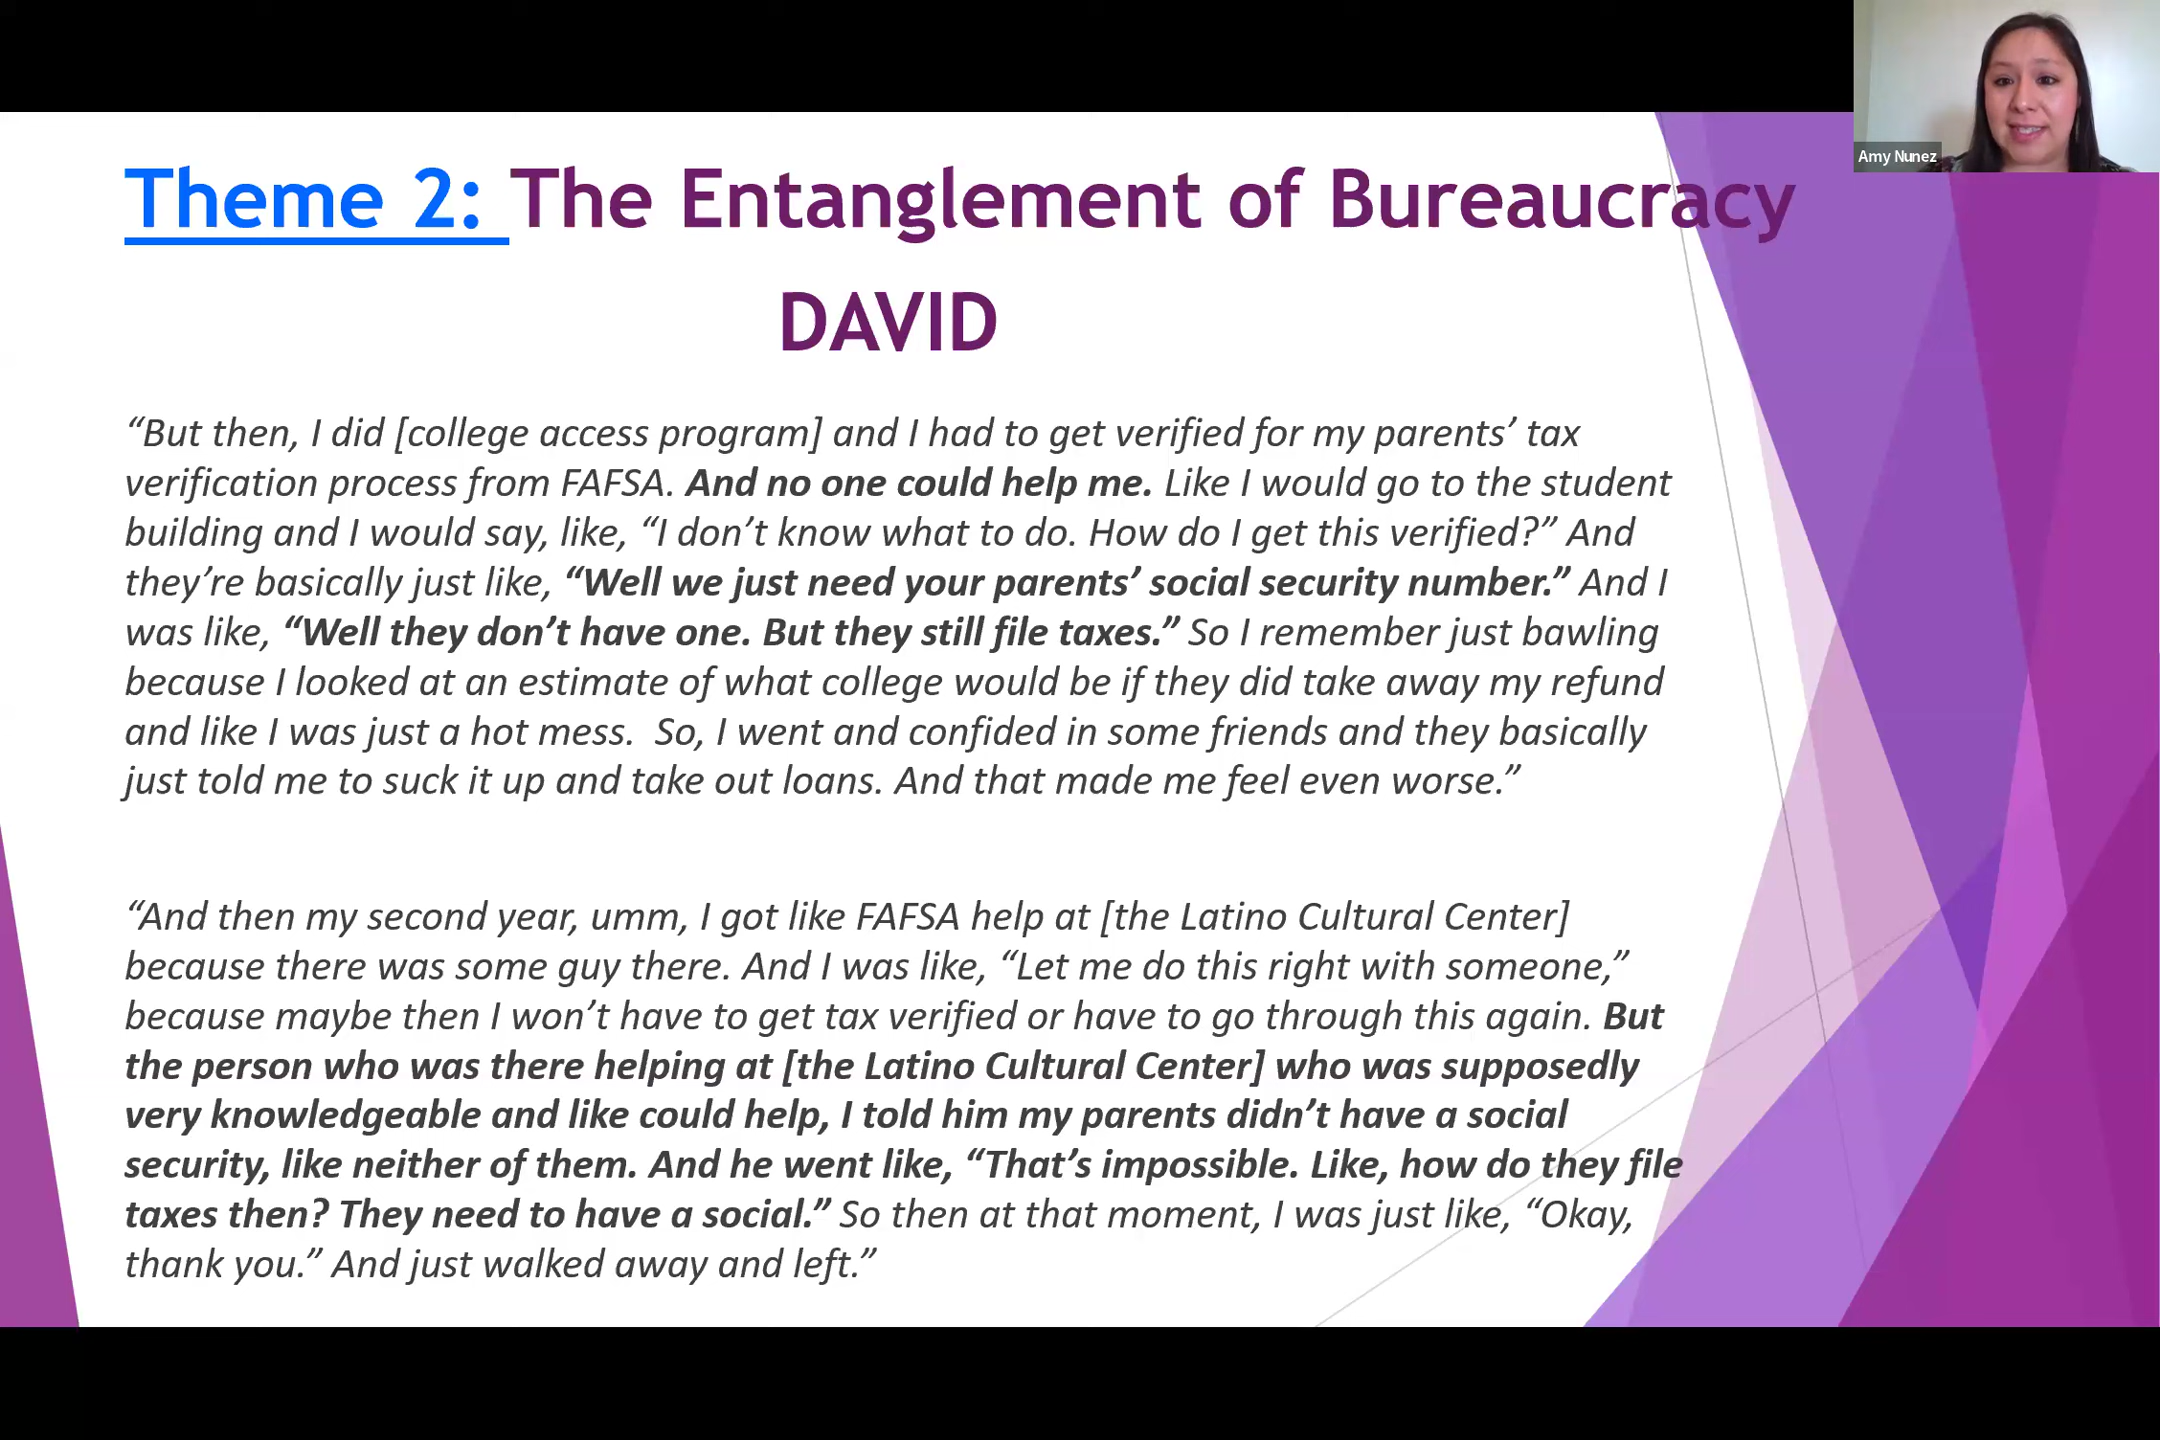 Amy Nunez
Theme 2: The Entanglement of Bureaucracy
DAVID
“But then, I did [college access program] and I had to get verified for my parents’ tax
verification process from FAFSA. And no one could help me. Like I would go to the student
building and I would say, like, “I don’t know what to do. How do I get this verified?” And
they’re basically just like, “Well we just need your parents’ social security number.” And I
was like, “Well they don’t have one. But they still file taxes.” So I remember just bawling
because I looked at an estimate of what college would be if they did take away my refund
and like I was just a hot mess.  So, I went and confided in some friends and they basically
just told me to suck it up and take out loans. And that made me feel even worse.”
“And then my second year, umm, I got like FAFSA help at [the Latino Cultural Center]
because there was some guy there. And I was like, “Let me do this right with someone,”
because maybe then I won’t have to get tax verified or have to go through this again. But
the person who was there helping at [the Latino Cultural Center] who was supposedly
very knowledgeable and like could help, I told him my parents didn’t have a social
security, like neither of them. And he went like, “That’s impossible. Like, how do they file
taxes then? They need to have a social.” So then at that moment, I was just like, “Okay,
thank you.” And just walked away and left.”